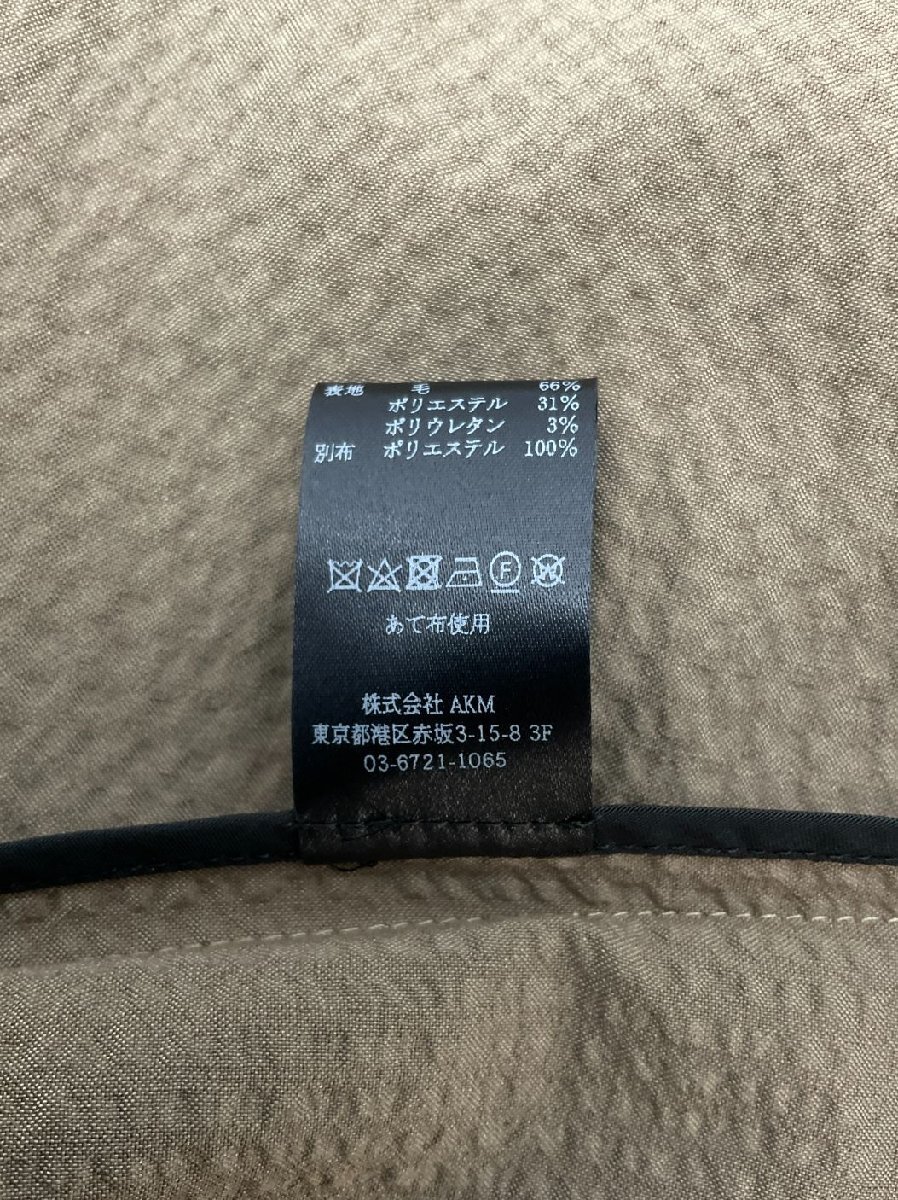 表地 毛 66%
ポリエステル 31%
ポリウレタン 3%
別布 ポリエステル 100%
F W
あて布使用
株式会社 AKM
東京都港区赤坂3-15-8 3F
03-6721-1065